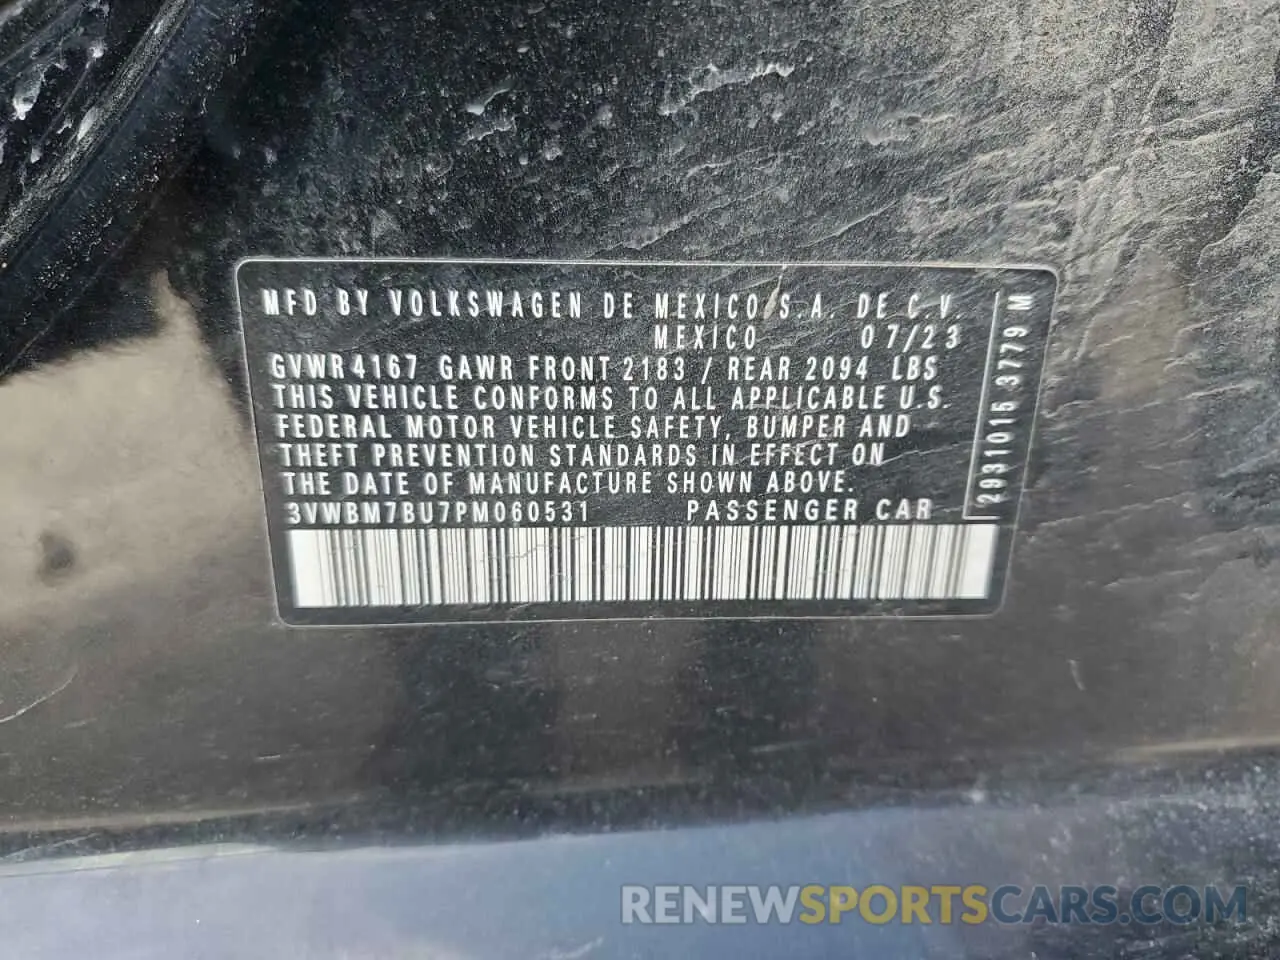 MFD BY VOLKSWAGEN DE MEXICO S.A. DE C.V.
MEXICO 07/23
GVWR 4167 GAWR FRONT 2183 / REAR 2094 LBS
THIS VEHICLE CONFORMS TO ALL APPLICABLE U.S.
FEDERAL MOTOR VEHICLE SAFETY, BUMPER AND
THEFT PREVENTION STANDARDS IN EFFECT ON
THE DATE OF MANUFACTURE SHOWN ABOVE.
3VWBM7BU7PM060531 PASSENGER CAR
2931015 3779 M
RENEWSPORTSCARS.COM